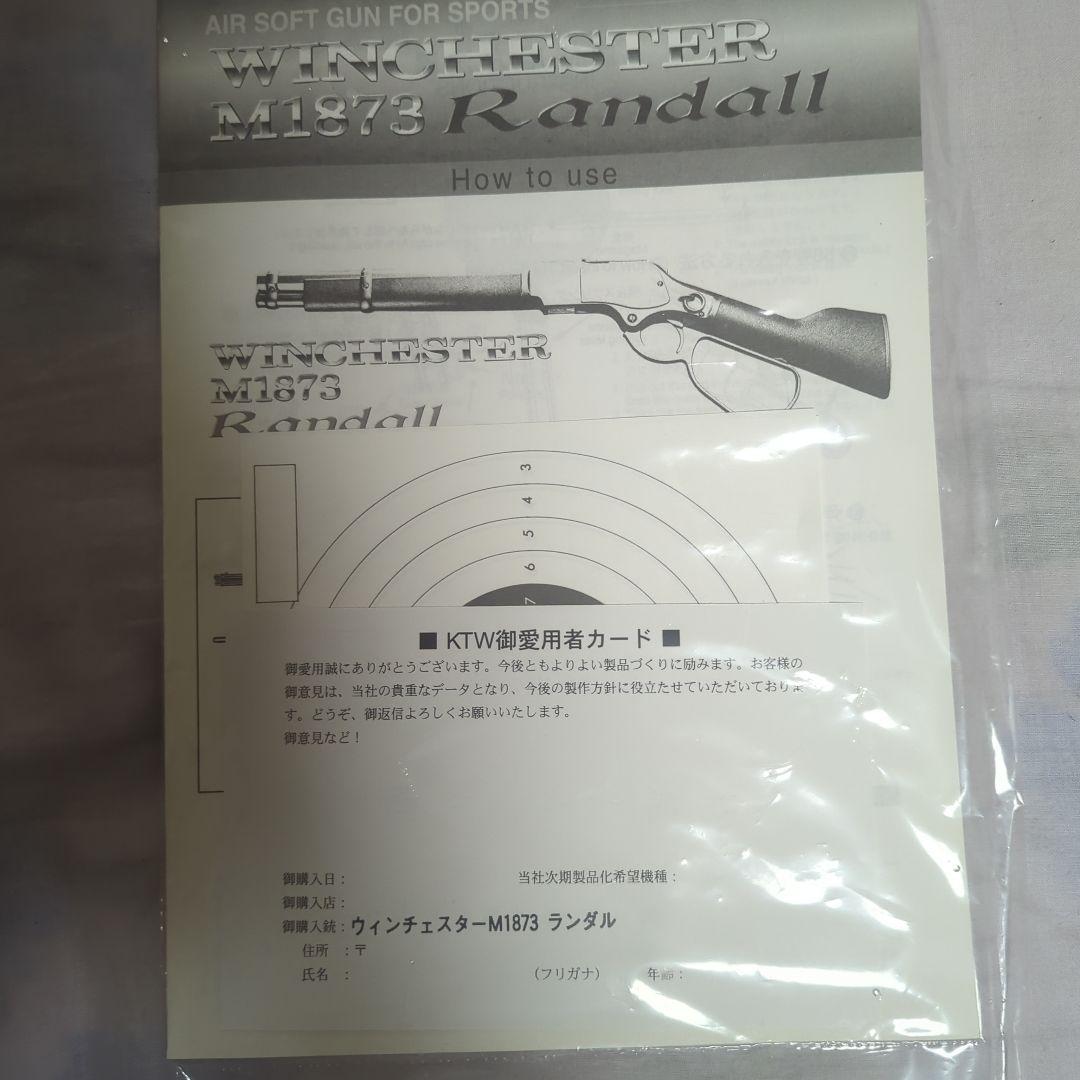 AIR SOFT GUN FOR SPORTS
WINCHESTER
M1873 Randall
How to use
WINCHESTER
M1873
Randall
3
4
5
6
7
■ KTW御愛用者カード ■
御愛用誠にありがとうございます。今後ともよりよい製品づくりに励みます。お客様の
御意見は、当社の貴重なデータとなり、今後の製作方針に役立たせていただいておりま
す。どうぞ、御返信よろしくお願いいたします。
御意見など！
御購入日： 当社次期製品化希望機種：
御購入店：
御購入銃：ウィンチェスターM1873 ランダル
住所 ：〒
氏名 ： （フリガナ） 年齢：